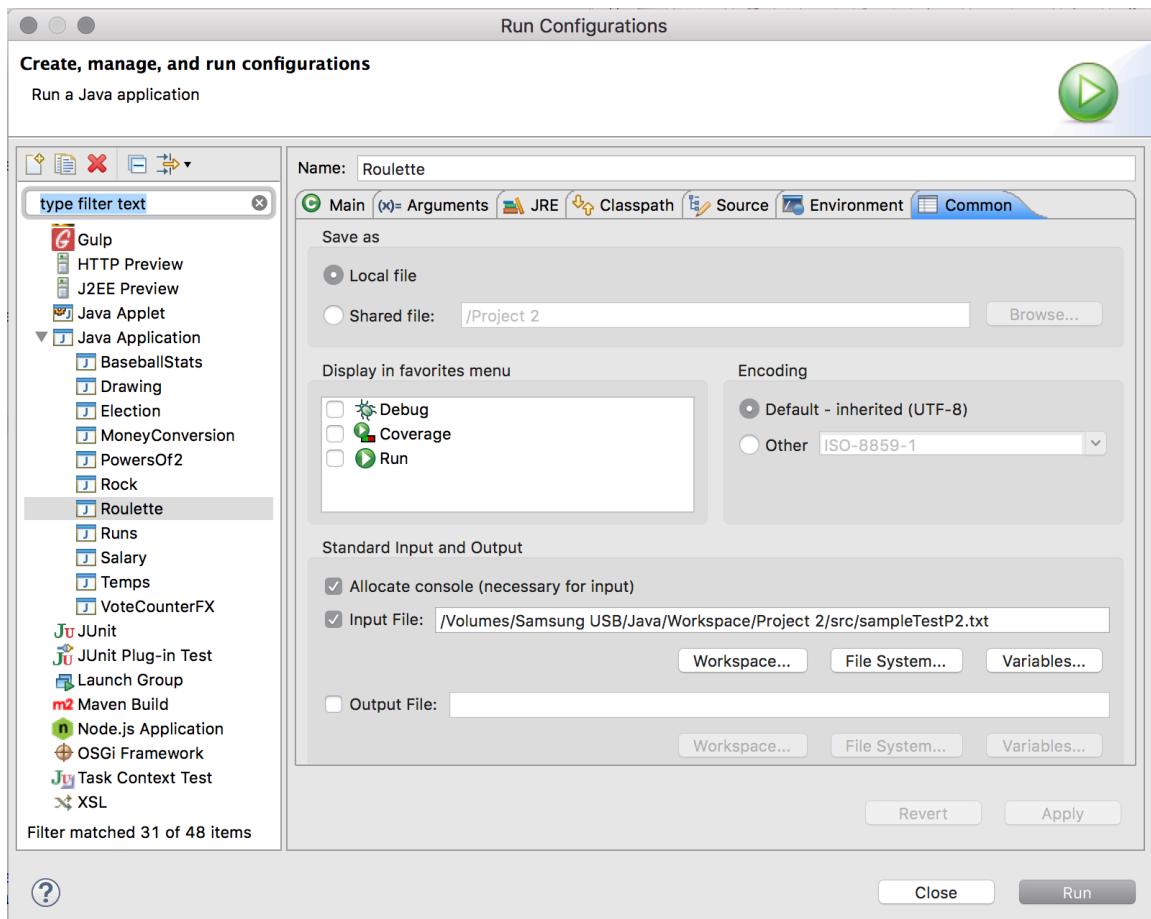 Run Configurations
Create, manage, and run configurations
Run a Java application
type filter text
Gulp
HTTP Preview
J2EE Preview
Java Applet
Java Application
BaseballStats
Drawing
Election
MoneyConversion
PowersOf2
Rock
Roulette
Runs
Salary
Temps
VoteCounterFX
JU JUnit
JU JUnit Plug-in Test
Launch Group
m2 Maven Build
n Node.js Application
OSGi Framework
Ju Task Context Test
XSL
Filter matched 31 of 48 items
Name: Roulette
Main (x)= Arguments JRE Classpath Source Environment Common
Save as
Local file
Shared file: /Project 2 Browse...
Display in favorites menu
Debug
Coverage
Run
Encoding
Default - inherited (UTF-8)
Other ISO-8859-1
Standard Input and Output
Allocate console (necessary for input)
Input File: /Volumes/Samsung USB/Java/Workspace/Project 2/src/sampleTestP2.txt
Workspace... File System... Variables...
Output File:
Workspace... File System... Variables...
Revert Apply
? Close Run